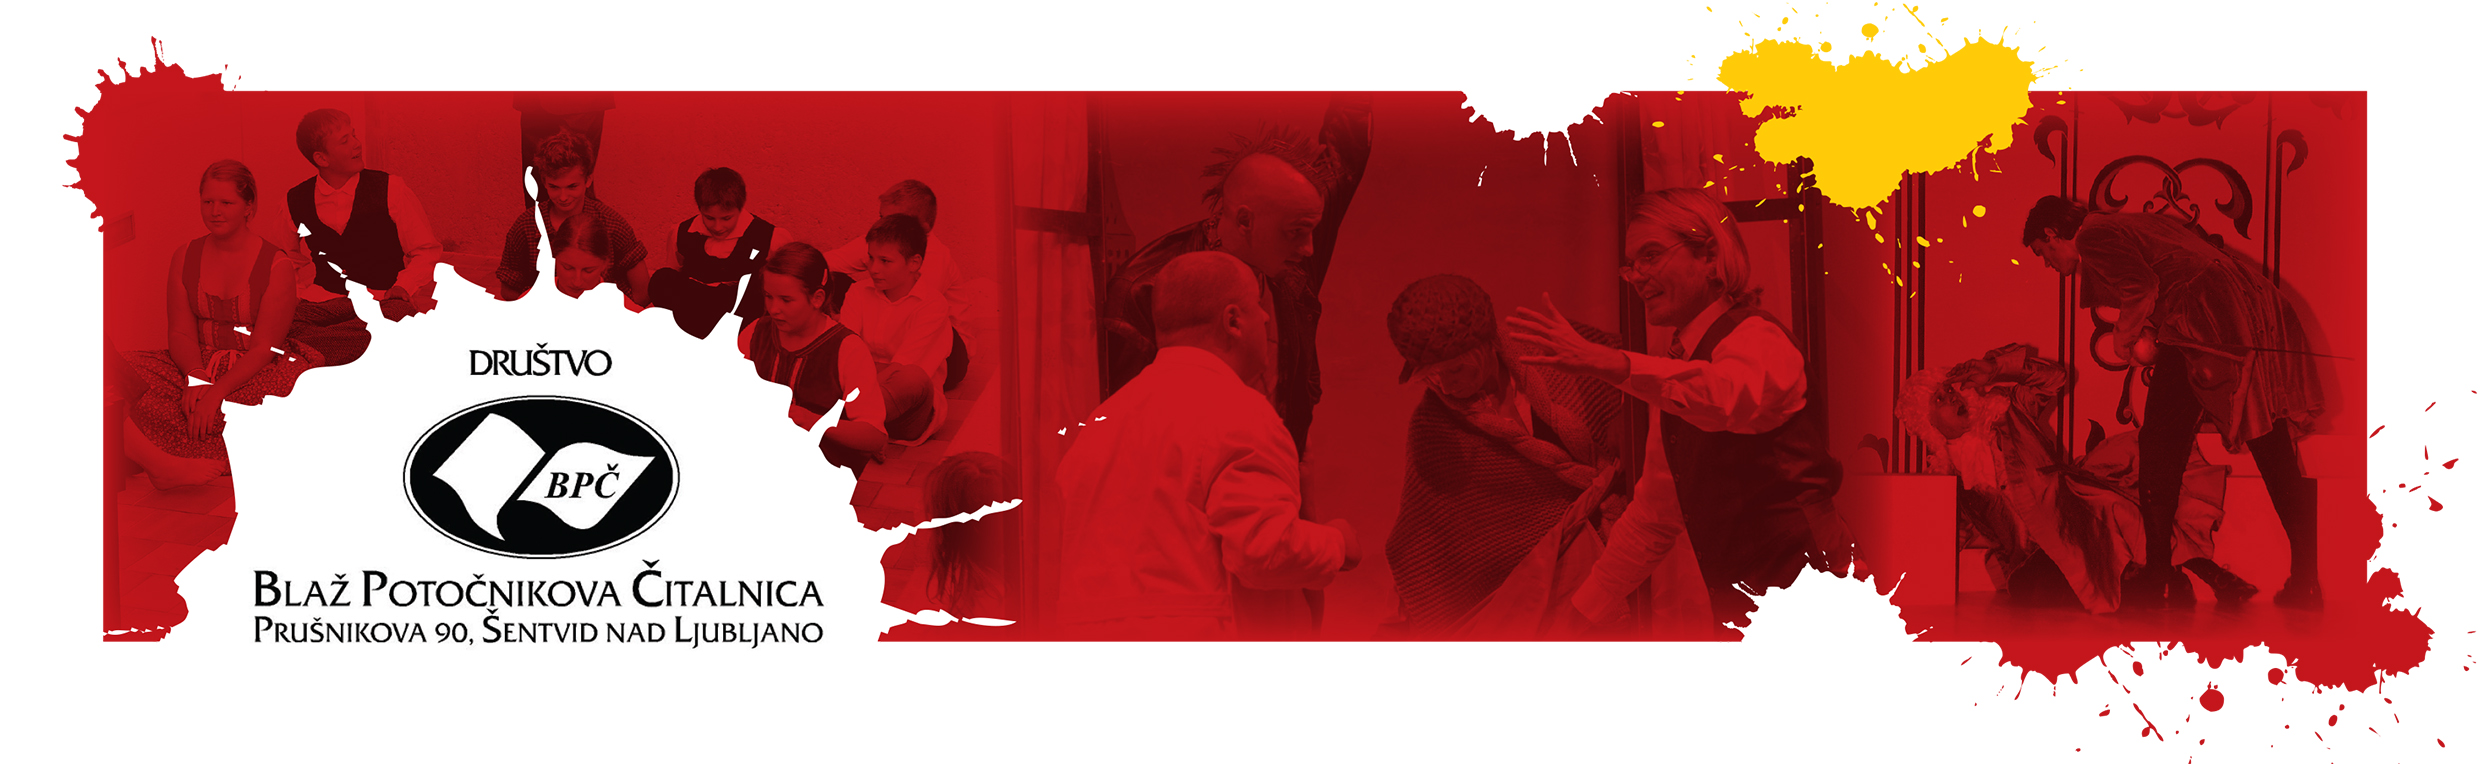 DRUŠTVO
BPČ
BLAŽ POTOČNIKOVA ČITALNICA
PRUŠNIKOVA 90, ŠENTVID NAD LJUBLJANO